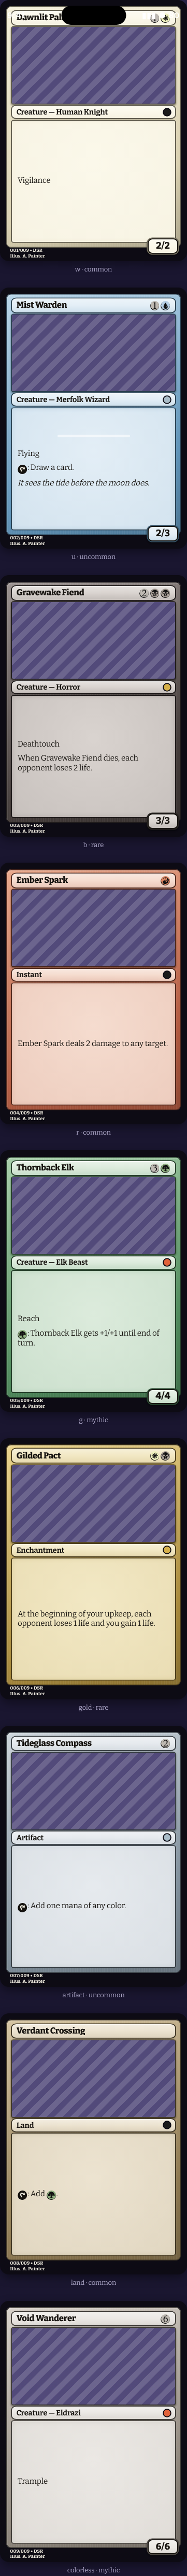 Dawnlit Pal
1
Creature — Human Knight
Vigilance
2/2
001/009 • DSR
Illus. A. Painter
w · common
Mist Warden
1
Creature — Merfolk Wizard
Flying
: Draw a card.
It sees the tide before the moon does.
2/3
002/009 • DSR
Illus. A. Painter
u · uncommon
Gravewake Fiend
2
Creature — Horror
Deathtouch
When Gravewake Fiend dies, each
opponent loses 2 life.
3/3
003/009 • DSR
Illus. A. Painter
b · rare
Ember Spark
Instant
Ember Spark deals 2 damage to any target.
004/009 • DSR
Illus. A. Painter
r · common
Thornback Elk
3
Creature — Elk Beast
Reach
: Thornback Elk gets +1/+1 until end of
turn.
4/4
005/009 • DSR
Illus. A. Painter
g · mythic
Gilded Pact
Enchantment
At the beginning of your upkeep, each
opponent loses 1 life and you gain 1 life.
006/009 • DSR
Illus. A. Painter
gold · rare
Tideglass Compass
2
Artifact
: Add one mana of any color.
007/009 • DSR
Illus. A. Painter
artifact · uncommon
Verdant Crossing
Land
: Add .
008/009 • DSR
Illus. A. Painter
land · common
Void Wanderer
6
Creature — Eldrazi
Trample
6/6
009/009 • DSR
Illus. A. Painter
colorless · mythic